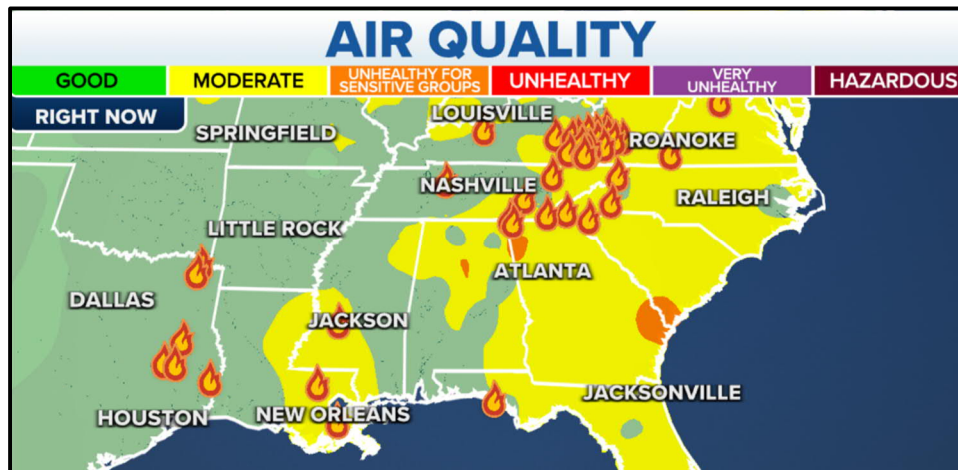 AIR QUALITY
GOOD
MODERATE
UNHEALTHY FOR
SENSITIVE GROUPS
UNHEALTHY
VERY
UNHEALTHY
HAZARDOUS
RIGHT NOW
LOUISVILLE
SPRINGFIELD
ROANOKE
NASHVILLE
RALEIGH
LITTLE ROCK
ATLANTA
DALLAS
JACKSON
JACKSONVILLE
HOUSTON
NEW ORLEANS